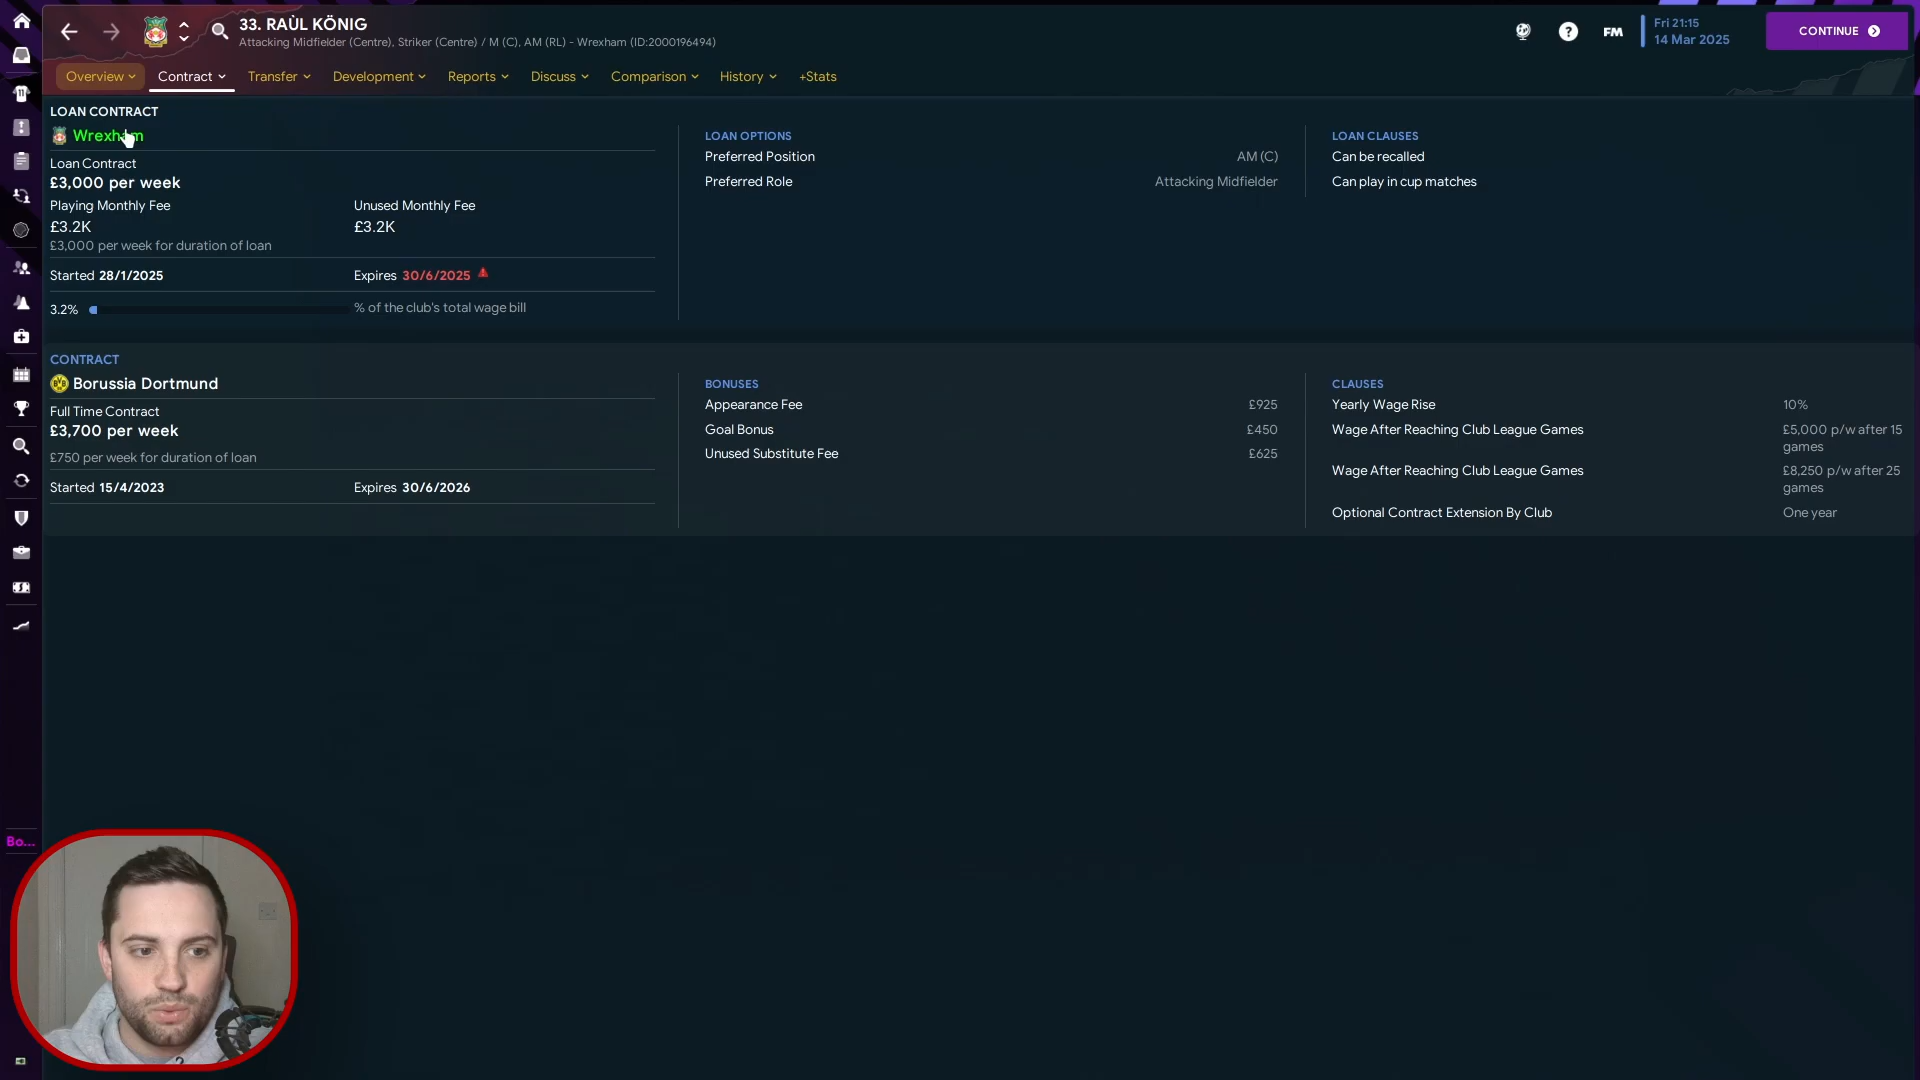 33. RAÙL KÖNIG
Attacking Midfielder (Centre), Striker (Centre) / M (C), AM (RL) - Wrexham (ID:2000196494)
FM
Fri 21:15
14 Mar 2025
CONTINUE
Overview
Contract
Transfer
Development
Reports
Discuss
Comparison
History
+Stats
LOAN CONTRACT
Wrexham
Loan Contract
£3,000 per week
Playing Monthly Fee
Unused Monthly Fee
£3.2K
£3.2K
£3,000 per week for duration of loan
Started 28/1/2025
Expires 30/6/2025
3.2%
% of the club's total wage bill
LOAN OPTIONS
Preferred Position
AM (C)
Preferred Role
Attacking Midfielder
LOAN CLAUSES
Can be recalled
Can play in cup matches
CONTRACT
Borussia Dortmund
Full Time Contract
£3,700 per week
£750 per week for duration of loan
Started 15/4/2023
Expires 30/6/2026
BONUSES
Appearance Fee
£925
Goal Bonus
£450
Unused Substitute Fee
£625
CLAUSES
Yearly Wage Rise
10%
Wage After Reaching Club League Games
£5,000 p/w after 15
games
Wage After Reaching Club League Games
£8,250 p/w after 25
games
Optional Contract Extension By Club
One year
Bo...